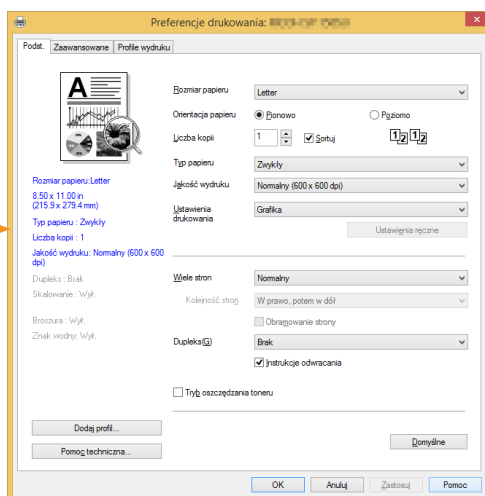 Preferencje drukowania:
Podst. Zaawansowane Profile wydruku
A
Rozmiar papieru:Letter
8.50 x 11.00 in
(215.9 x 279.4 mm)
Typ papieru : Zwykły
Liczba kopii : 1
Jakość wydruku: Normalny (600 x 600
dpi)
Dupleks : Brak
Skalowanie : Wył.
Broszura : Wył.
Znak wodny: Wył.
Dodaj profil...
Pomoc techniczna...
Rozmiar papieru Letter
Orientacja papieru Pionowo Poziomo
Liczba kopii 1 Sortuj 1 2 1 2
Typ papieru Zwykły
Jakość wydruku Normalny (600 x 600 dpi)
Ustawienia
drukowania Grafika
Ustawienia ręczne
Wiele stron Normalny
Kolejność stron W prawo, potem w dół
Obramowanie strony
Dupleks(G) Brak
Instrukcje odwracania
Tryb oszczędzania toneru
Domyślne
OK Anuluj Zastosuj Pomoc